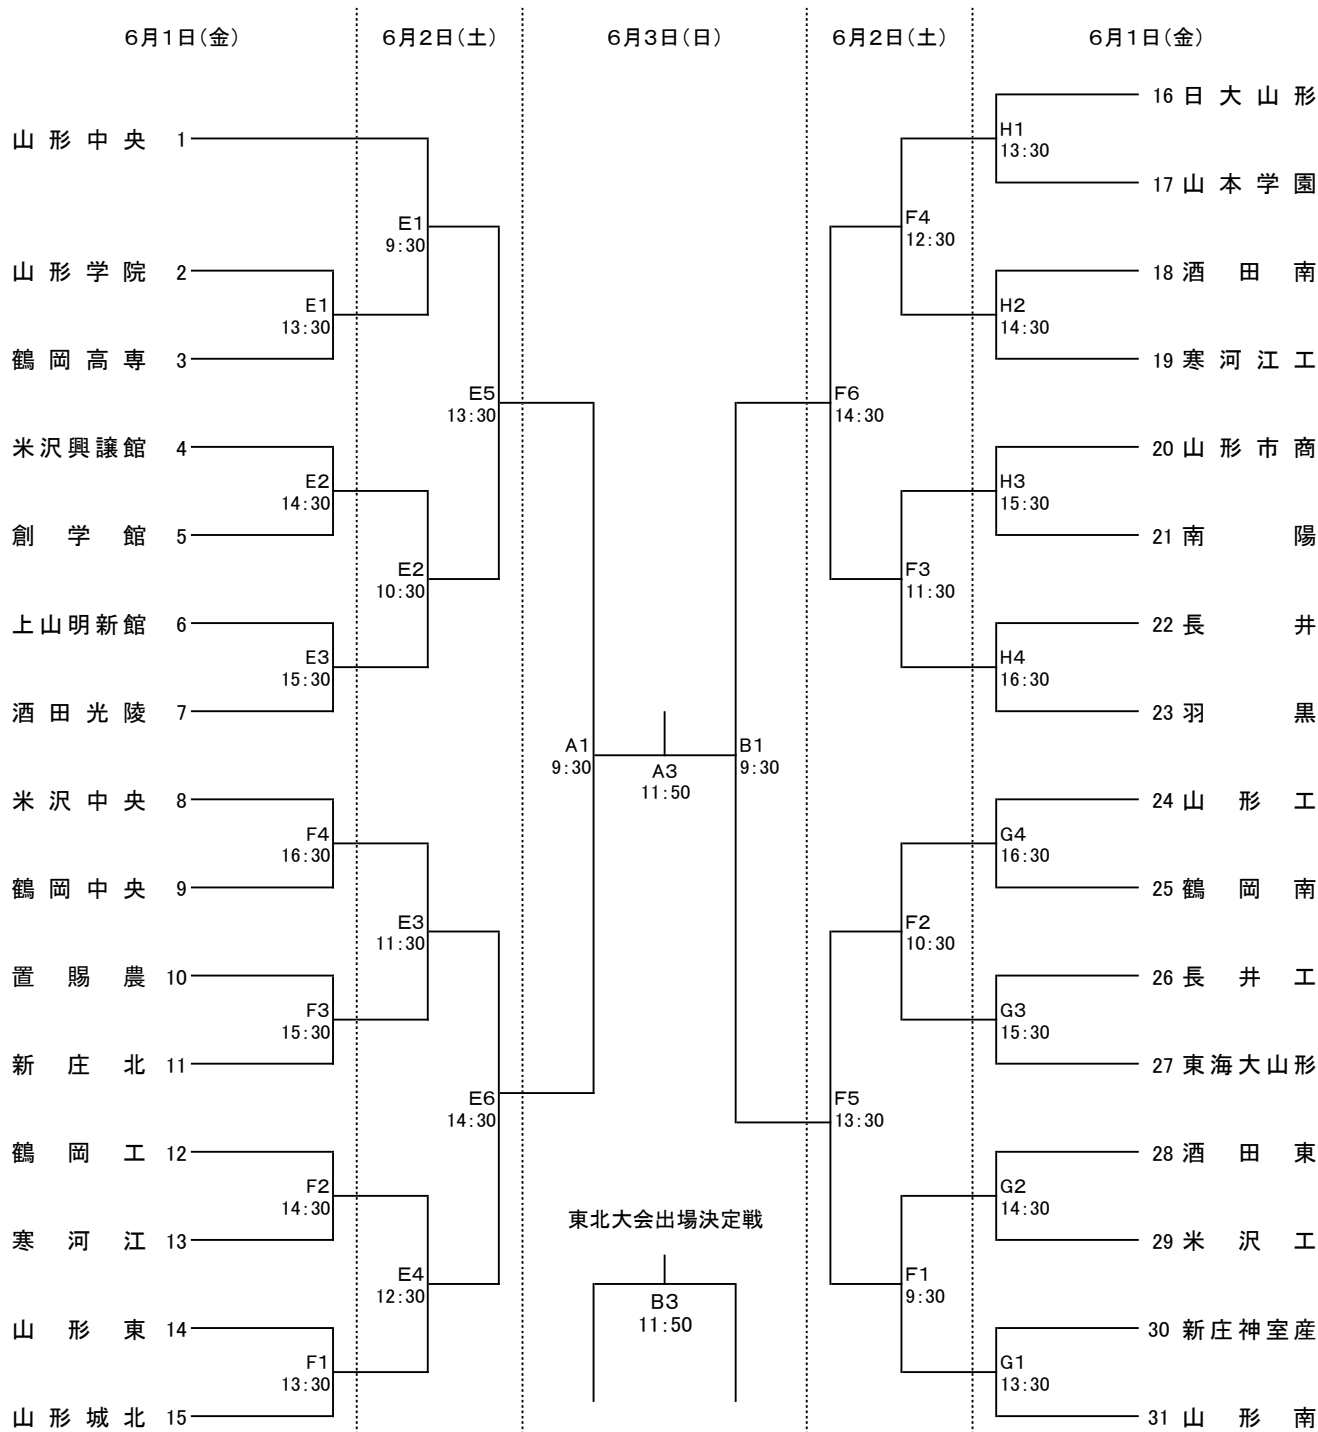 6月1日(金) 6月2日(土) 6月3日(日) 6月2日(土) 6月1日(金)
16 日大山形
山形中央 1
H1
13:30
17 山本学園
E1
9:30
F4
12:30
山形学院 2
18 酒田南
E1
13:30
H2
14:30
鶴岡高専 3
19 寒河江工
E5
13:30
F6
14:30
米沢興譲館 4
20 山形市商
E2
14:30
H3
15:30
創学館 5
21 南陽
E2
10:30
F3
11:30
上山明新館 6
22 長井
E3
15:30
H4
16:30
酒田光陵 7
23 羽黒
A1
9:30
A3
11:50
B1
9:30
米沢中央 8
24 山形工
F4
16:30
G4
16:30
鶴岡中央 9
25 鶴岡南
E3
11:30
F2
10:30
置賜農 10
26 長井工
F3
15:30
G3
15:30
新庄北 11
27 東海大山形
E6
14:30
F5
13:30
鶴岡工 12
28 酒田東
F2
14:30
G2
14:30
東北大会出場決定戦
寒河江 13
29 米沢工
E4
12:30
B3
11:50
F1
9:30
山形東 14
30 新庄神室産
F1
13:30
G1
13:30
山形城北 15
31 山形南